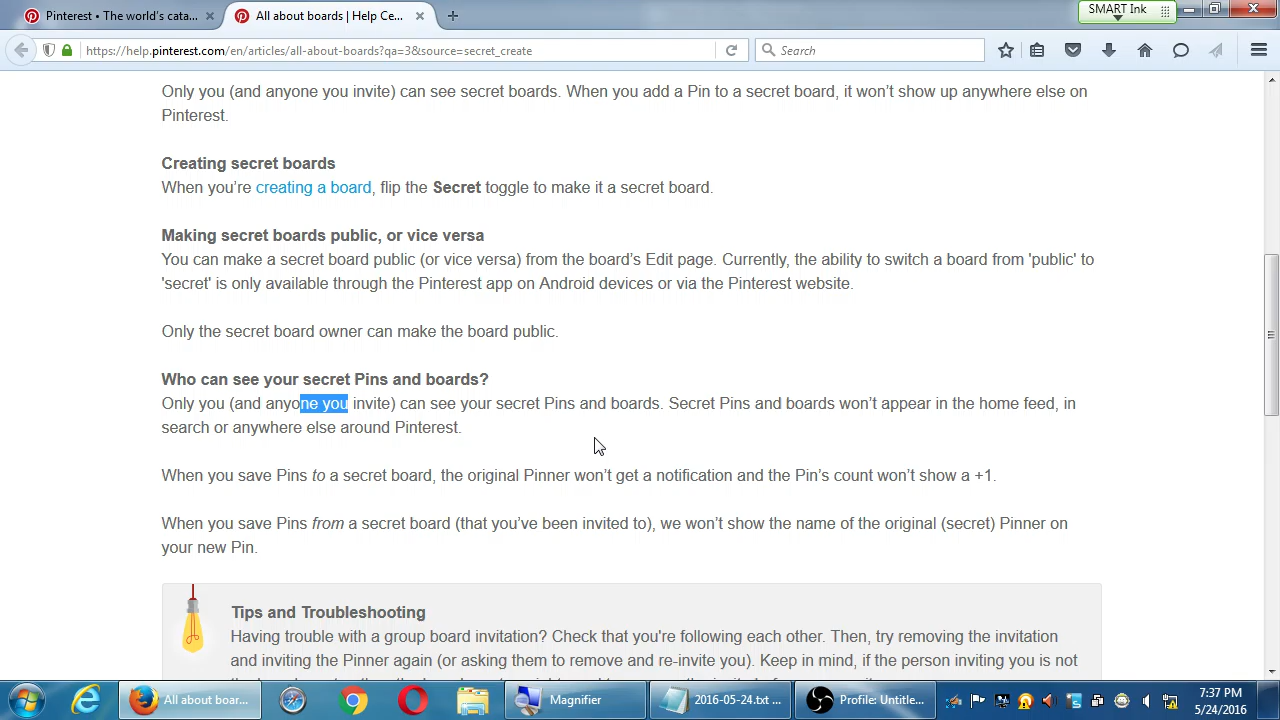 Pinterest • The world's cata...
All about boards | Help Ce...
SMART Ink
https://help.pinterest.com/en/articles/all-about-boards?qa=3&source=secret_create
Search
Only you (and anyone you invite) can see secret boards. When you add a Pin to a secret board, it won’t show up anywhere else on
Pinterest.
Creating secret boards
When you’re creating a board, flip the Secret toggle to make it a secret board.
Making secret boards public, or vice versa
You can make a secret board public (or vice versa) from the board’s Edit page. Currently, the ability to switch a board from 'public' to
'secret' is only available through the Pinterest app on Android devices or via the Pinterest website.
Only the secret board owner can make the board public.
Who can see your secret Pins and boards?
Only you (and anyone you invite) can see your secret Pins and boards. Secret Pins and boards won’t appear in the home feed, in
search or anywhere else around Pinterest.
When you save Pins to a secret board, the original Pinner won’t get a notification and the Pin’s count won’t show a +1.
When you save Pins from a secret board (that you’ve been invited to), we won’t show the name of the original (secret) Pinner on
your new Pin.
Tips and Troubleshooting
Having trouble with a group board invitation? Check that you're following each other. Then, try removing the invitation
and inviting the Pinner again (or asking them to remove and re-invite you). Keep in mind, if the person inviting you is not
All about boar...
Magnifier
2016-05-24.txt ...
Profile: Untitle...
7:37 PM
5/24/2016